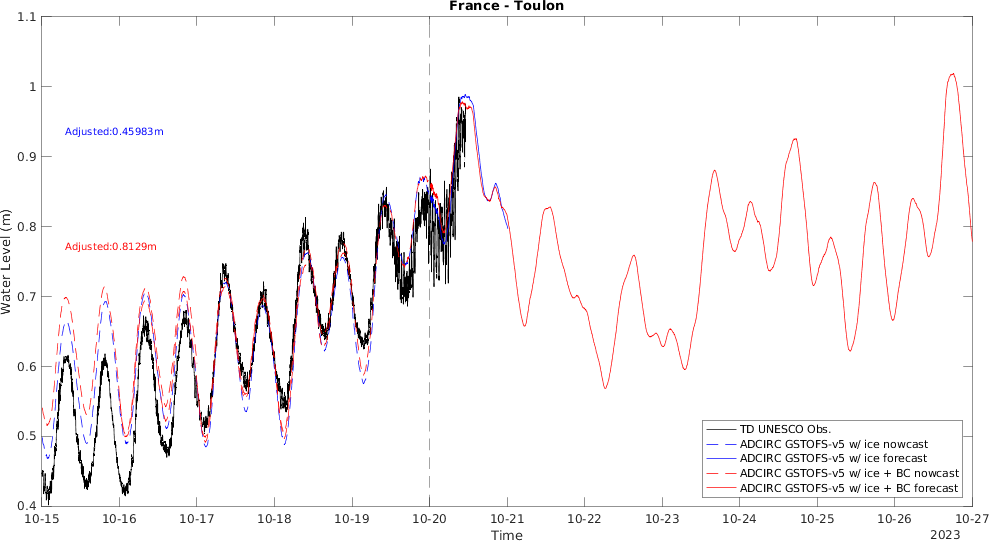 France - Toulon
1.1
1
0.9
0.8
0.7
0.6
0.5
0.4
Water Level (m)
Adjusted:0.45983m
Adjusted:0.8129m
TD UNESCO Obs.
ADCIRC GSTOFS-v5 w/ ice nowcast
ADCIRC GSTOFS-v5 w/ ice forecast
ADCIRC GSTOFS-v5 w/ ice + BC nowcast
ADCIRC GSTOFS-v5 w/ ice + BC forecast
10-15 10-16 10-17 10-18 10-19 10-20 10-21 10-22 10-23 10-24 10-25 10-26 10-27
Time
2023